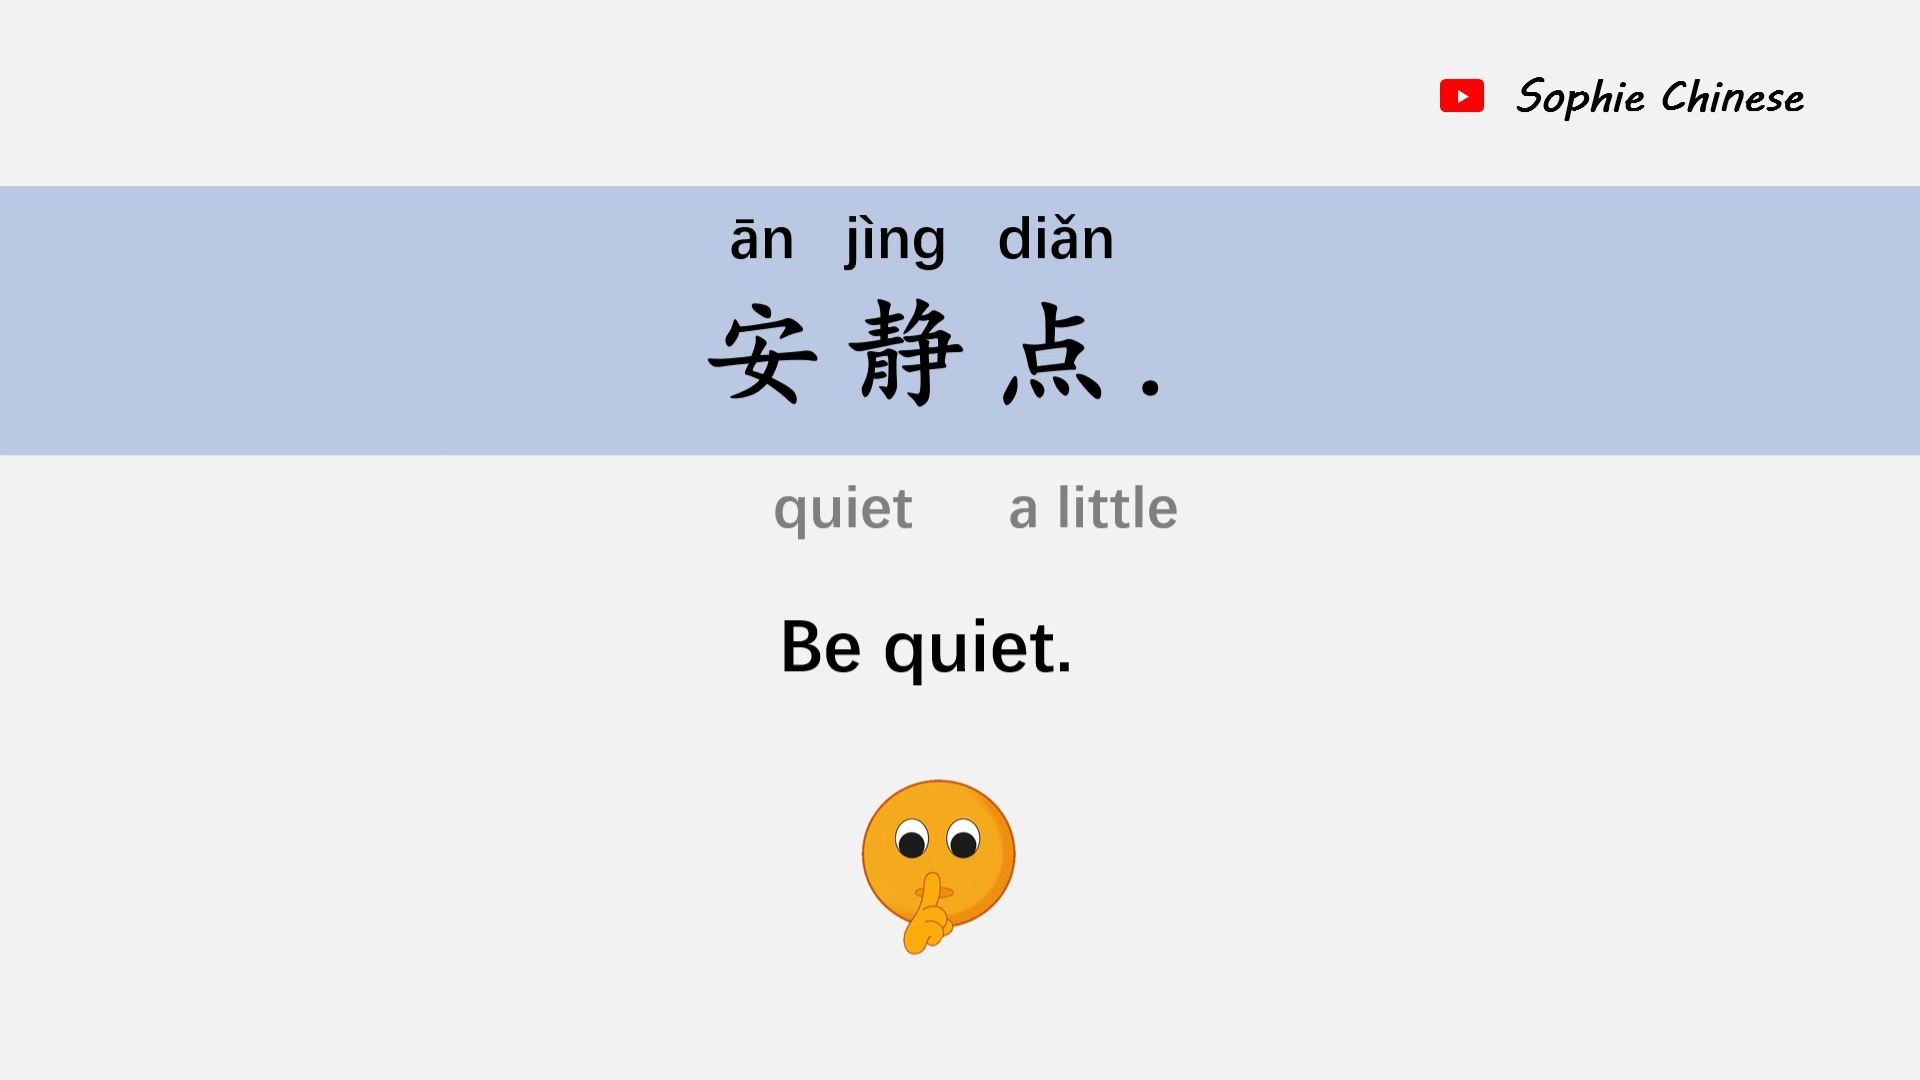 Sophie Chinese
ān jìng diǎn
安静点.
quiet a little
Be quiet.